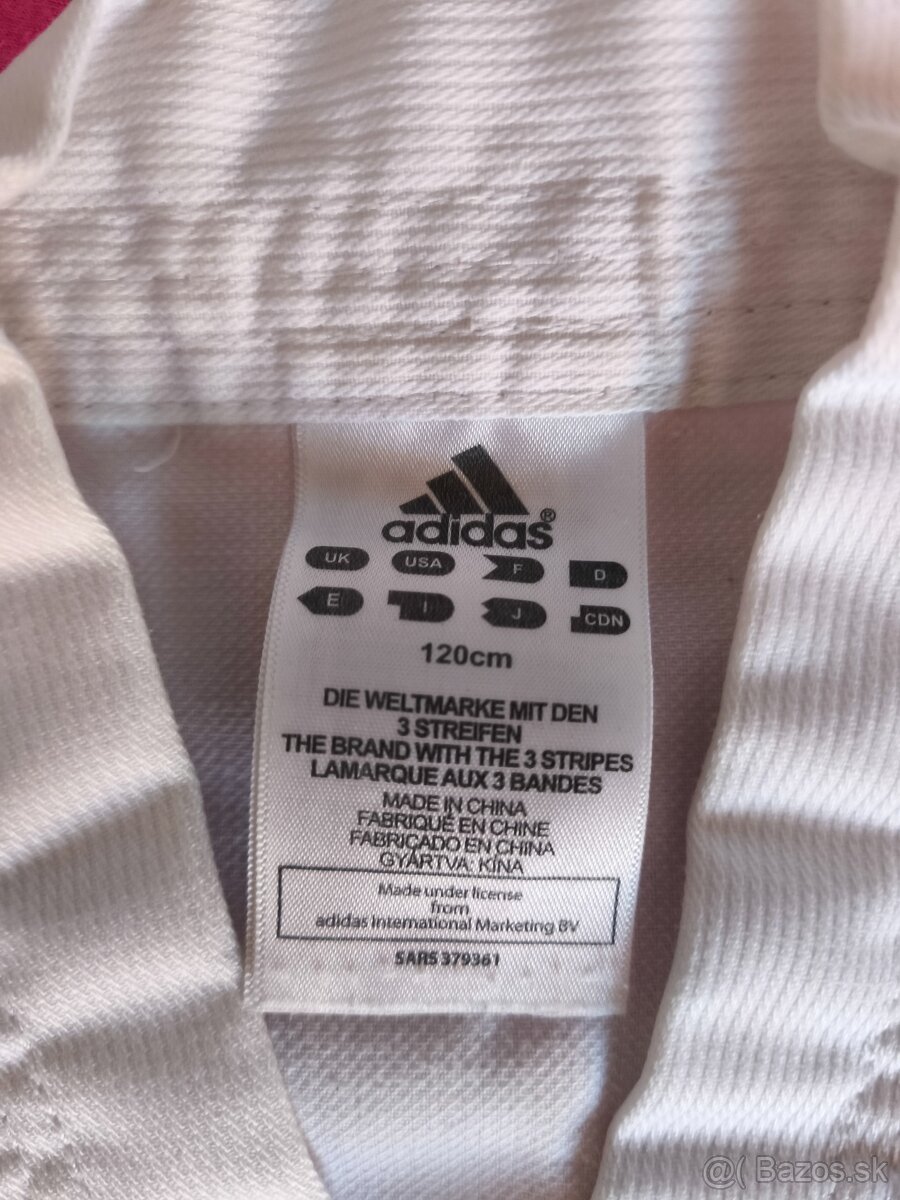 adidas®
UK USA F D
E I J CDN
120cm
DIE WELTMARKE MIT DEN
3 STREIFEN
THE BRAND WITH THE 3 STRIPES
LAMARQUE AUX 3 BANDES
MADE IN CHINA
FABRIQUÉ EN CHINE
FABRICADO EN CHINA
GYÁRTVA: KÍNA
Made under license
from
adidas International Marketing BV
SARS 379361
@( Bazos.sk